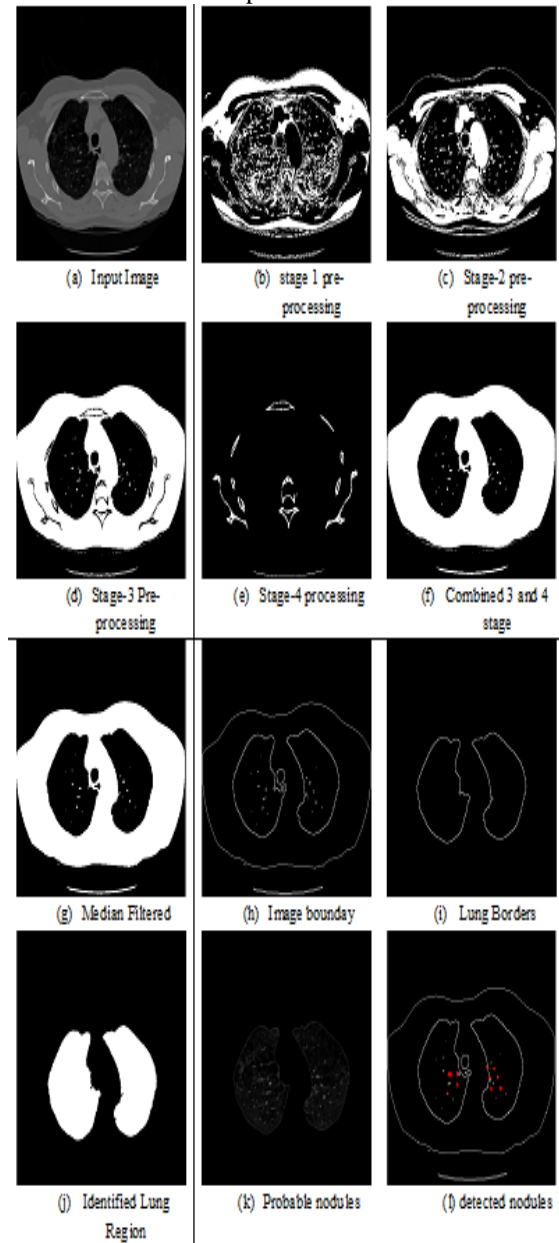 (a) Input Image
(b) stage 1 pre-
processing
(c) Stage-2 pre-
processing
(d) Stage-3 Pre-
processing
(e) Stage-4 processing
(f) Combined 3 and 4
stage
(g) Median Filtered
(h) Image bounday
(i) Lung Borders
(j) Identified Lung
Region
(k) Probable nodules
(l) detected nodules